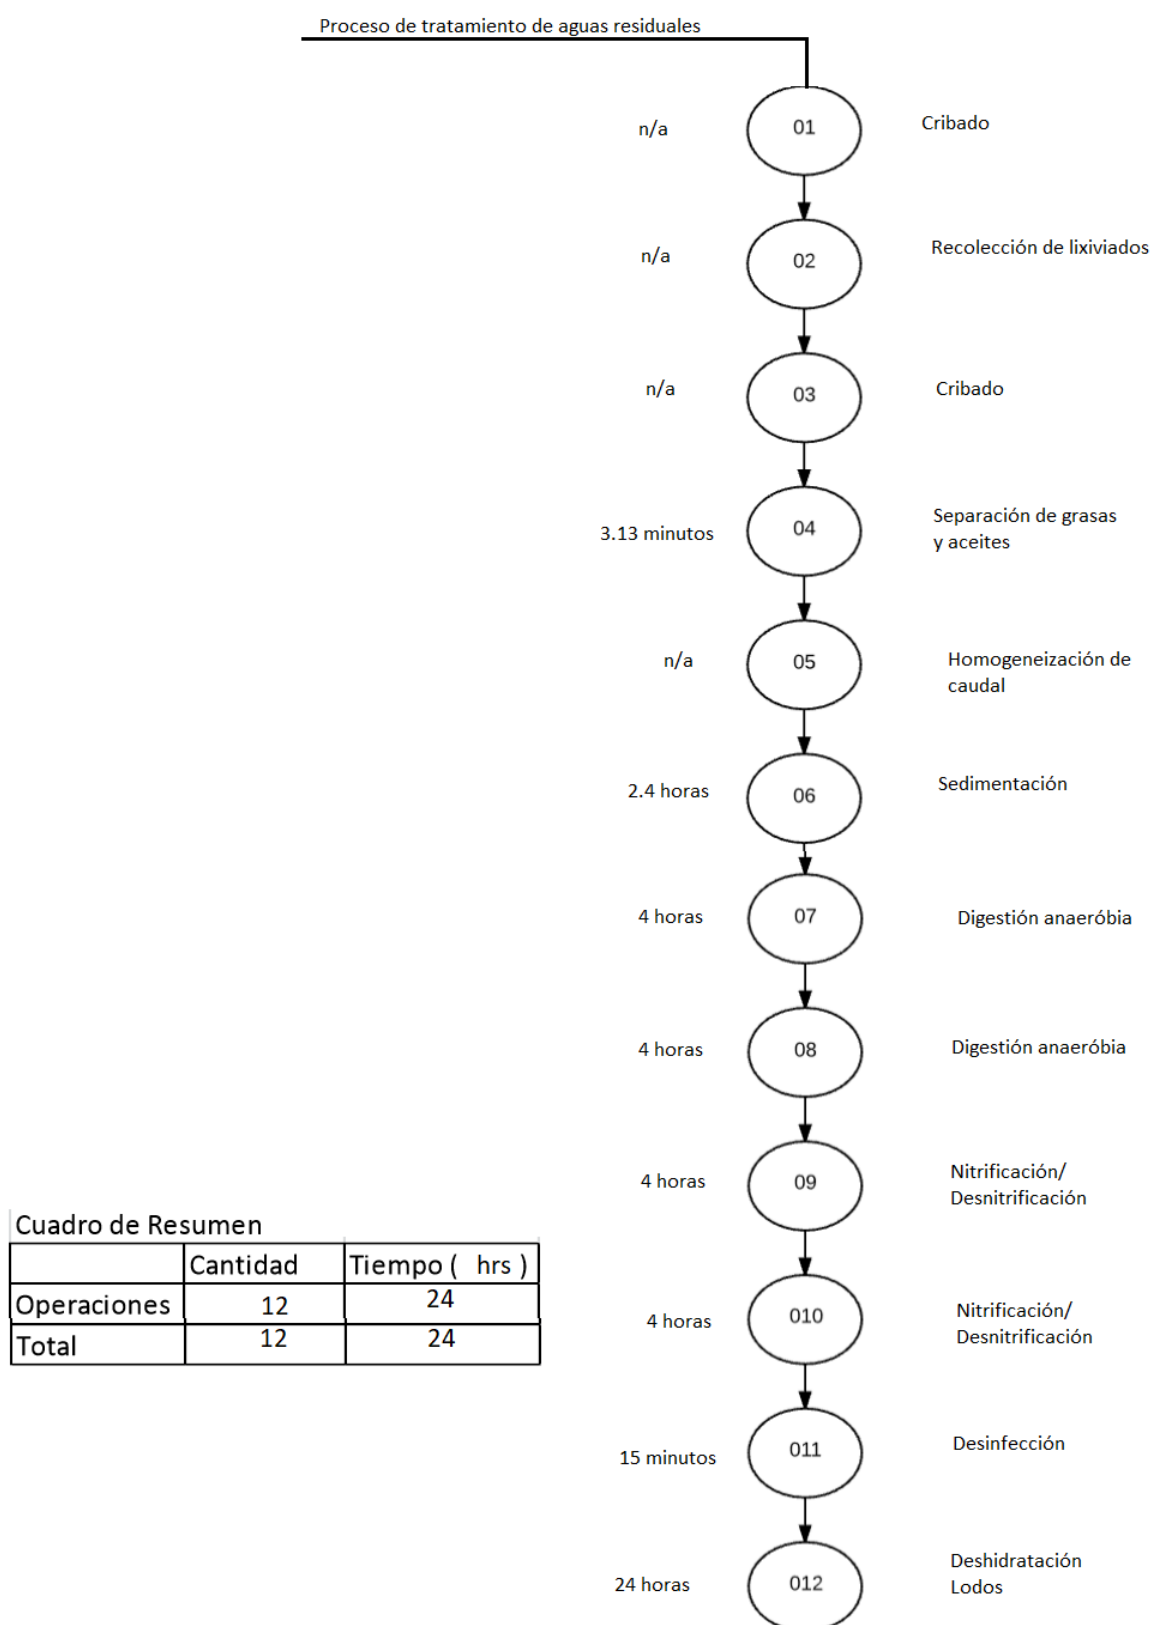 Proceso de tratamiento de aguas residuales
n/a 01 Cribado
n/a 02 Recolección de lixiviados
n/a 03 Cribado
3.13 minutos 04 Separación de grasas
y aceites
n/a 05 Homogeneización de
caudal
2.4 horas 06 Sedimentación
4 horas 07 Digestión anaeróbia
4 horas 08 Digestión anaeróbia
4 horas 09 Nitrificación/
Desnitrificación
4 horas 010 Nitrificación/
Desnitrificación
15 minutos 011 Desinfección
24 horas 012 Deshidratación
Lodos
Cuadro de Resumen
Cantidad Tiempo ( hrs )
Operaciones 12 24
Total 12 24